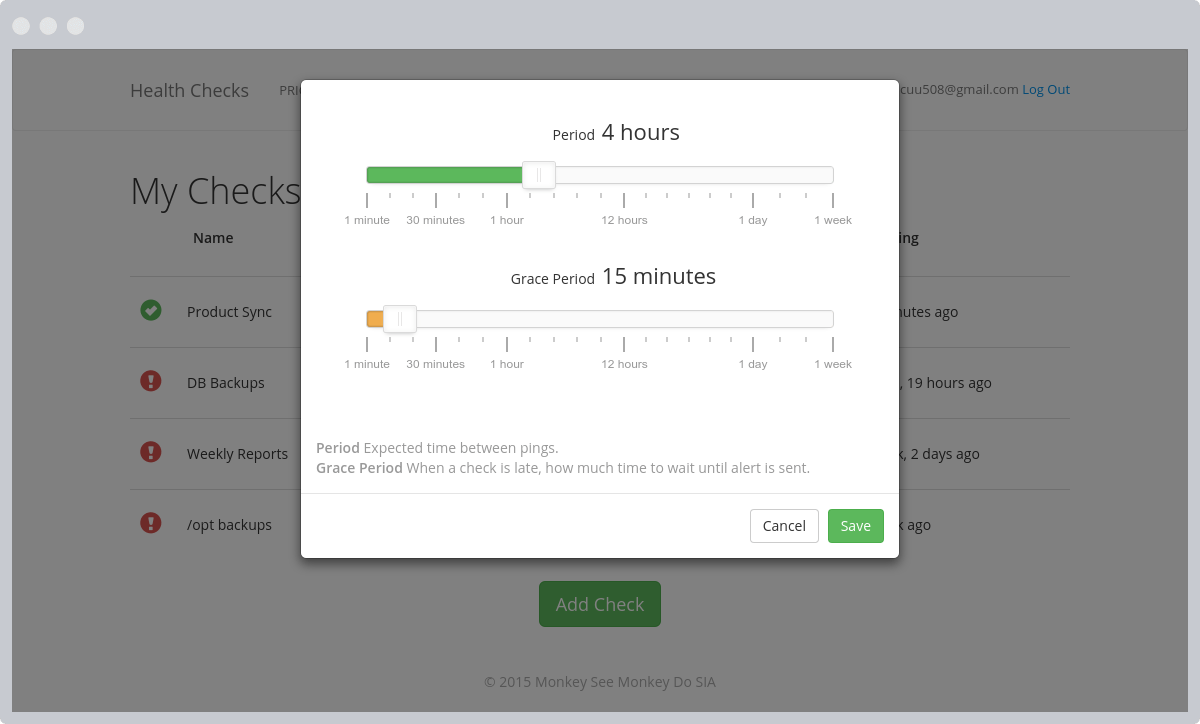 Health Checks
cuu508@gmail.com Log Out
My Checks
Name
Product Sync
utes ago
DB Backups
, 19 hours ago
Weekly Reports
, 2 days ago
/opt backups
ago
Period 4 hours
1 minute 30 minutes 1 hour 12 hours 1 day 1 week
Grace Period 15 minutes
1 minute 30 minutes 1 hour 12 hours 1 day 1 week
Period Expected time between pings.
Grace Period When a check is late, how much time to wait until alert is sent.
Cancel Save
Add Check
© 2015 Monkey See Monkey Do SIA